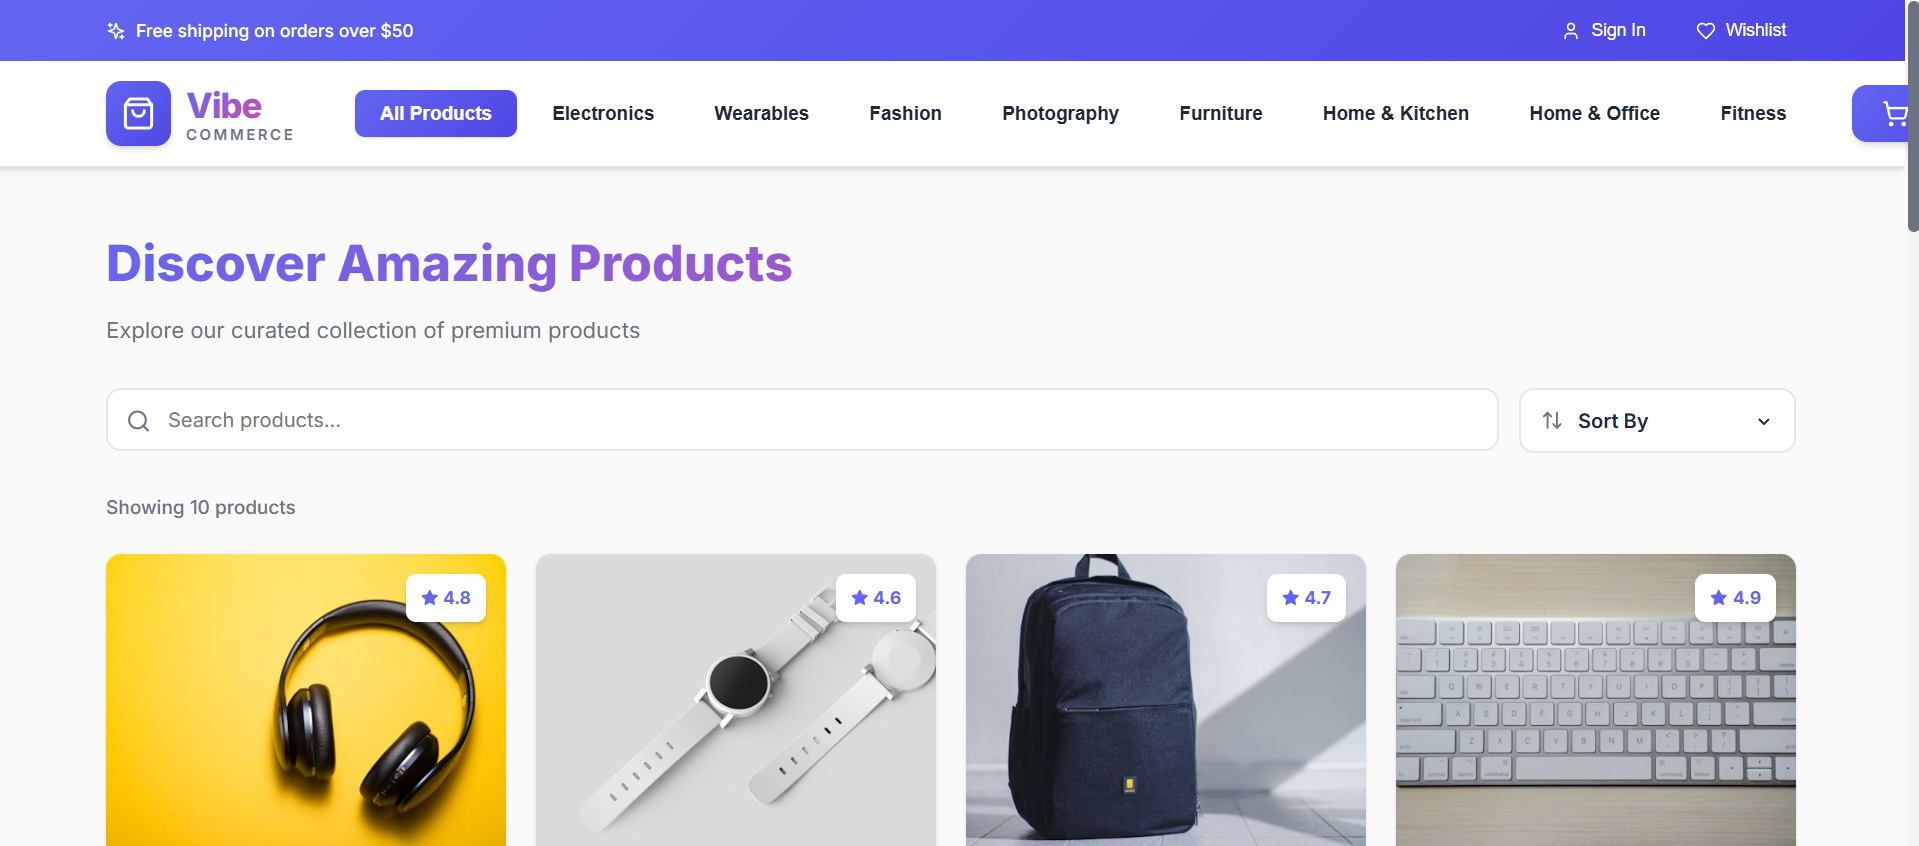 Free shipping on orders over $50
Sign In
Wishlist
Vibe
COMMERCE
All Products
Electronics
Wearables
Fashion
Photography
Furniture
Home & Kitchen
Home & Office
Fitness
Discover Amazing Products
Explore our curated collection of premium products
Search products...
Sort By
Showing 10 products
4.8
4.6
4.7
4.9